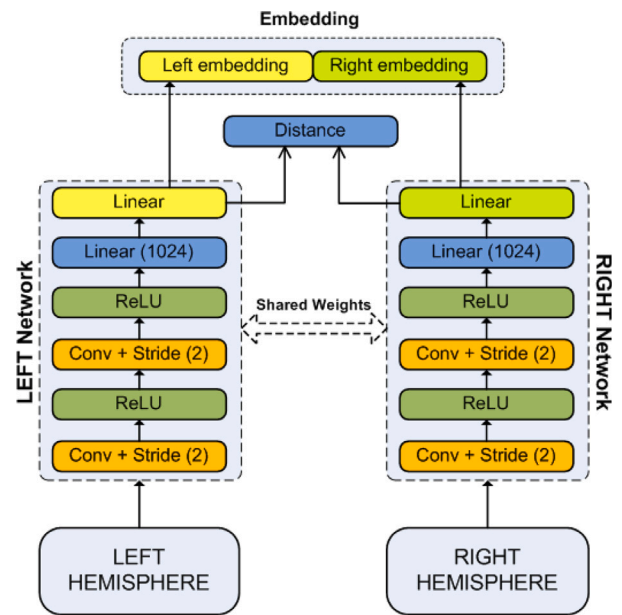 Embedding
Left embedding Right embedding
Distance
Linear Linear
Linear (1024) Linear (1024)
ReLU ReLU
LEFT Network Shared Weights RIGHT Network
Conv + Stride (2) Conv + Stride (2)
ReLU ReLU
Conv + Stride (2) Conv + Stride (2)
LEFT RIGHT
HEMISPHERE HEMISPHERE